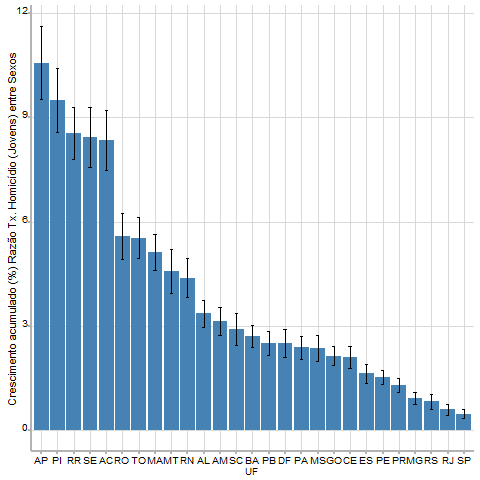 Crescimento acumulado (%) Razão Tx. Homicídio (Jovens) entre Sexos
12
9
6
3
0
AP PI RR SE AC RO TO MA MT RN AL AM SC BA PB DF PA MS GO CE ES PE PR MG RS RJ SP
UF